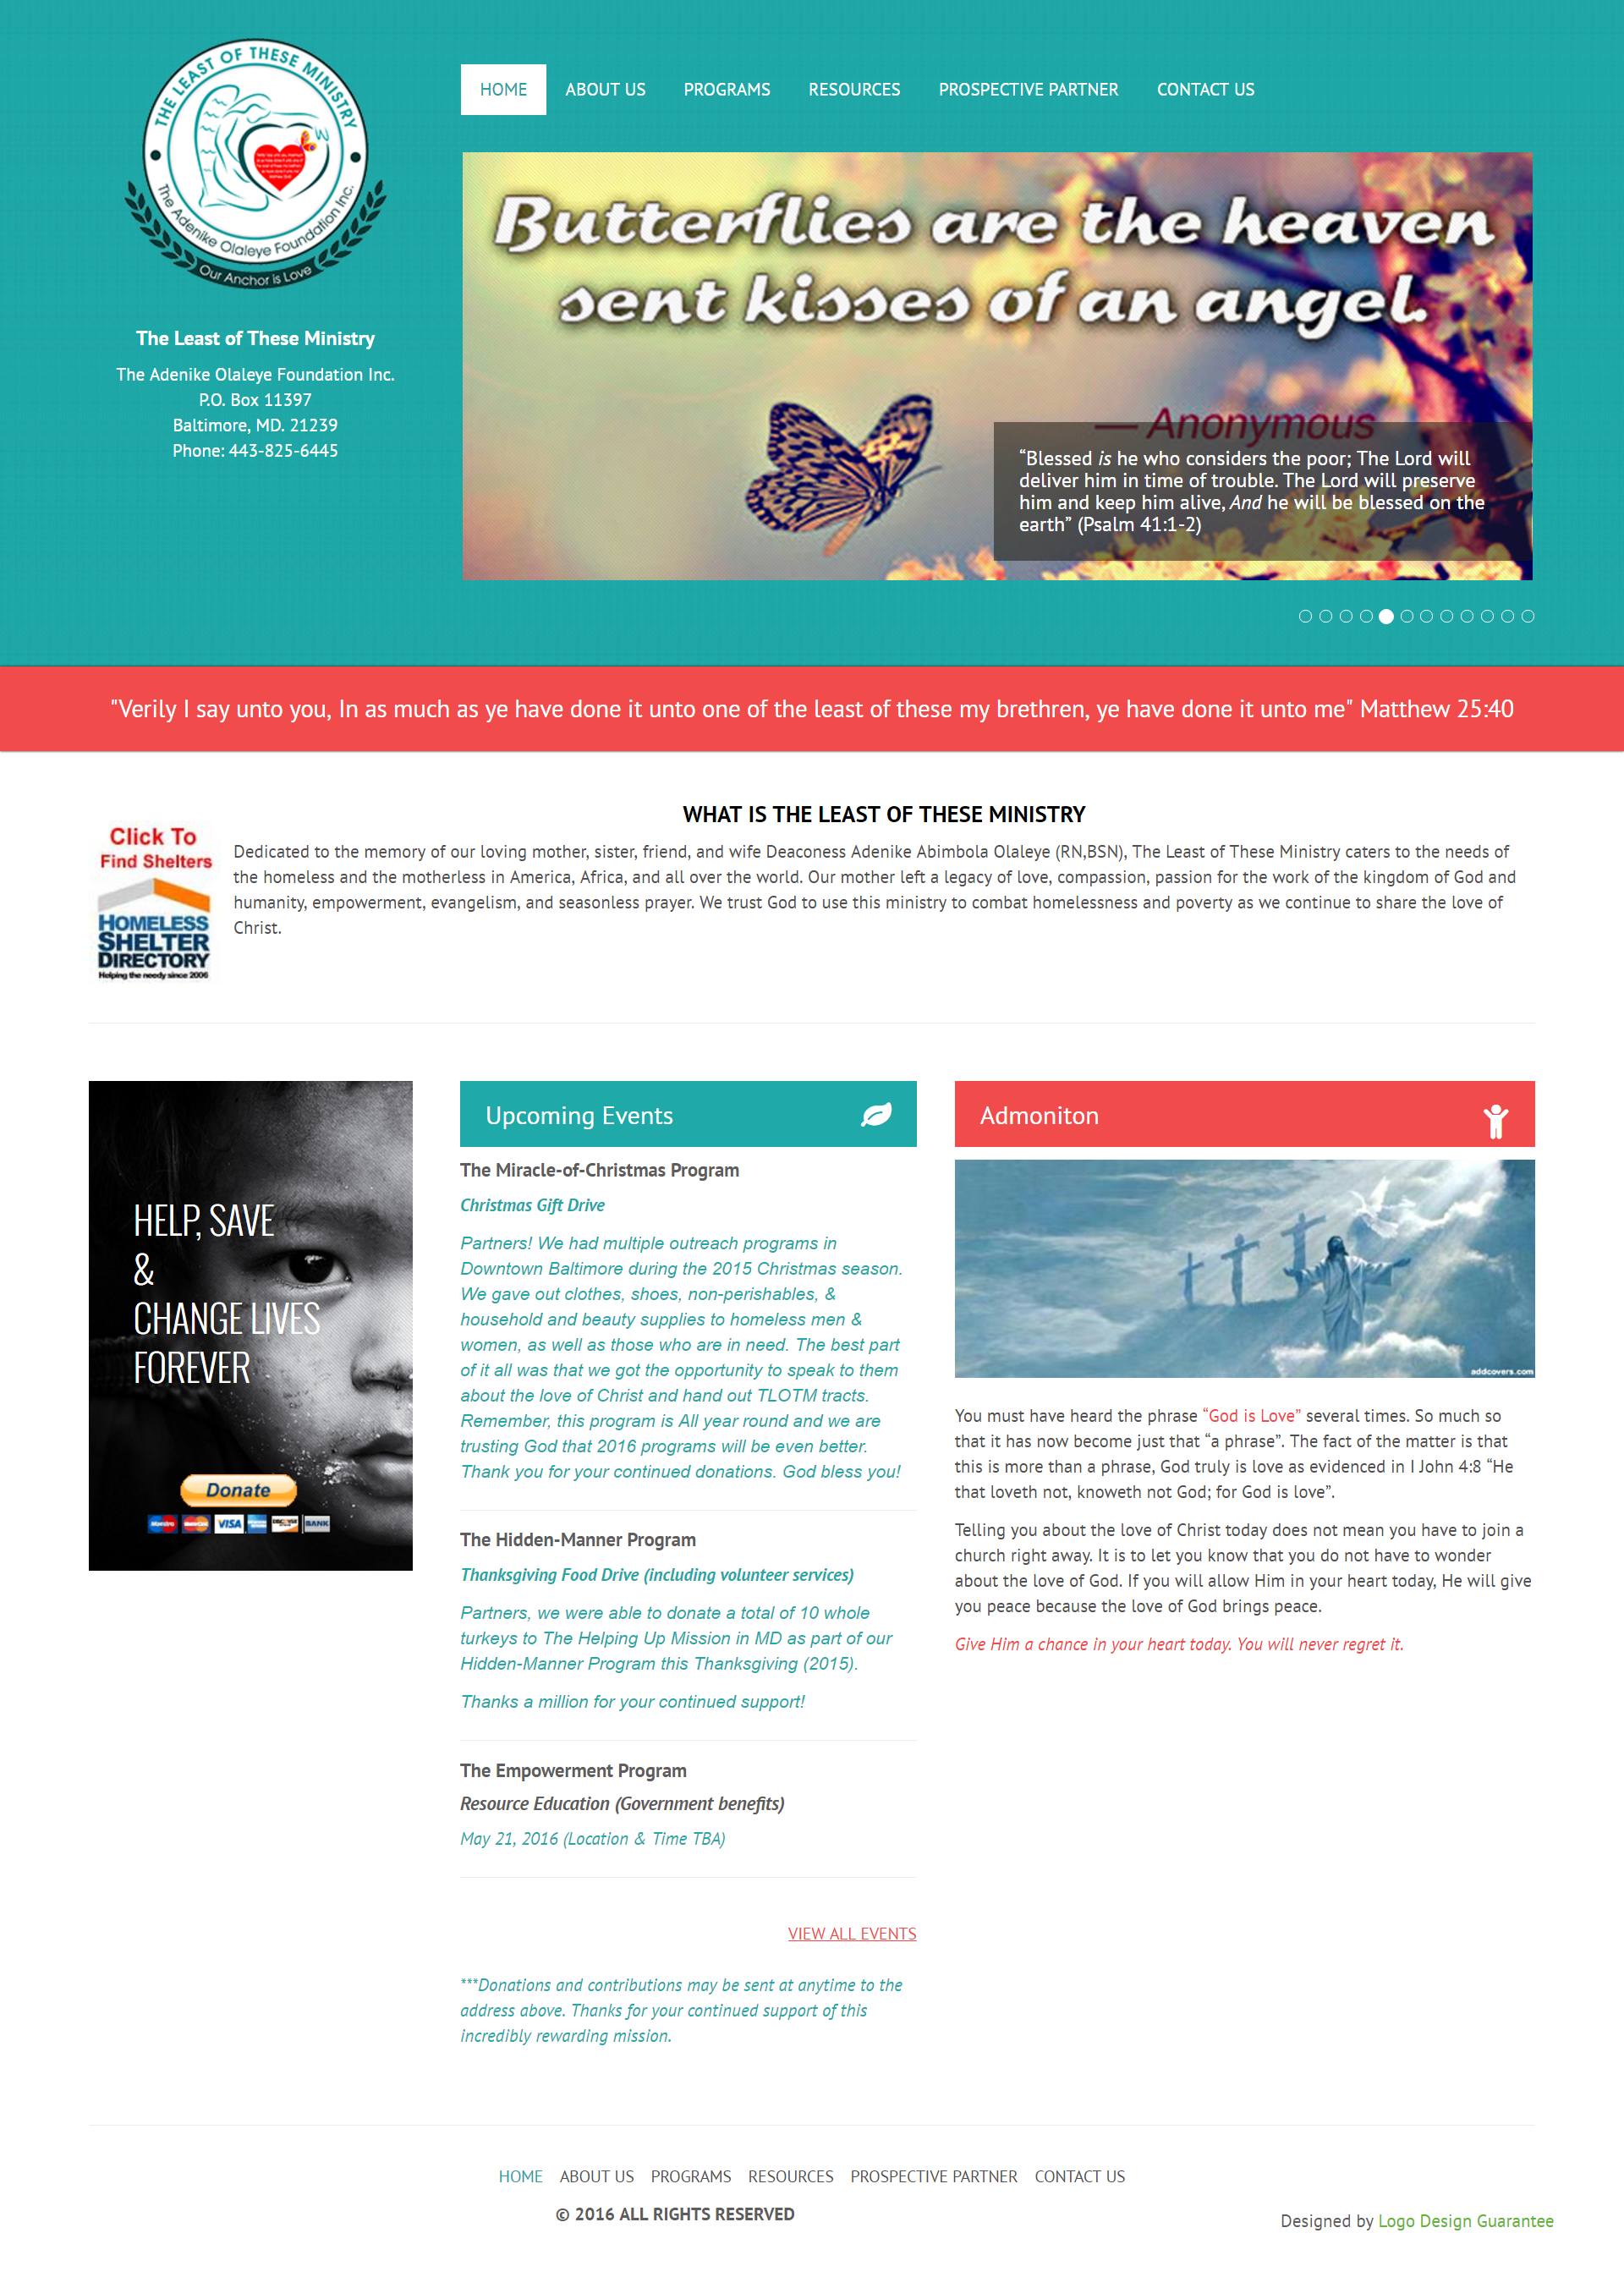 THE LEAST OF THESE MINISTRY
The Adenike Olaleye Foundation Inc.
Our Anchor is Love
HOME ABOUT US PROGRAMS RESOURCES PROSPECTIVE PARTNER CONTACT US
The Least of These Ministry
The Adenike Olaleye Foundation Inc.
P.O. Box 11397
Baltimore, MD. 21239
Phone: 443-825-6445
Butterflies are the heaven
sent kisses of an angel.
— Anonymous
“Blessed is he who considers the poor; The Lord will
deliver him in time of trouble. The Lord will preserve
him and keep him alive, And he will be blessed on the
earth” (Psalm 41:1-2)
"Verily I say unto you, In as much as ye have done it unto one of the least of these my brethren, ye have done it unto me" Matthew 25:40
Click To
Find Shelters
HOMELESS
SHELTER
DIRECTORY
Helping the needy since 2006
WHAT IS THE LEAST OF THESE MINISTRY
Dedicated to the memory of our loving mother, sister, friend, and wife Deaconess Adenike Abimbola Olaleye (RN,BSN), The Least of These Ministry caters to the needs of
the homeless and the motherless in America, Africa, and all over the world. Our mother left a legacy of love, compassion, passion for the work of the kingdom of God and
humanity, empowerment, evangelism, and seasonless prayer. We trust God to use this ministry to combat homelessness and poverty as we continue to share the love of
Christ.
HELP, SAVE
&
CHANGE LIVES
FOREVER
Donate
VISA
BANK
Upcoming Events
The Miracle-of-Christmas Program
Christmas Gift Drive
Partners! We had multiple outreach programs in
Downtown Baltimore during the 2015 Christmas season.
We gave out clothes, shoes, non-perishables, &
household and beauty supplies to homeless men &
women, as well as those who are in need. The best part
of it all was that we got the opportunity to speak to them
about the love of Christ and hand out TLOTM tracts.
Remember, this program is All year round and we are
trusting God that 2016 programs will be even better.
Thank you for your continued donations. God bless you!
The Hidden-Manner Program
Thanksgiving Food Drive (including volunteer services)
Partners, we were able to donate a total of 10 whole
turkeys to The Helping Up Mission in MD as part of our
Hidden-Manner Program this Thanksgiving (2015).
Thanks a million for your continued support!
The Empowerment Program
Resource Education (Government benefits)
May 21, 2016 (Location & Time TBA)
VIEW ALL EVENTS
***Donations and contributions may be sent at anytime to the
address above. Thanks for your continued support of this
incredibly rewarding mission.
Admoniton
addcovers.com
You must have heard the phrase “God is Love” several times. So much so
that it has now become just that “a phrase”. The fact of the matter is that
this is more than a phrase, God truly is love as evidenced in I John 4:8 “He
that loveth not, knoweth not God; for God is love”.
Telling you about the love of Christ today does not mean you have to join a
church right away. It is to let you know that you do not have to wonder
about the love of God. If you will allow Him in your heart today, He will give
you peace because the love of God brings peace.
Give Him a chance in your heart today. You will never regret it.
HOME ABOUT US PROGRAMS RESOURCES PROSPECTIVE PARTNER CONTACT US
© 2016 ALL RIGHTS RESERVED
Designed by Logo Design Guarantee